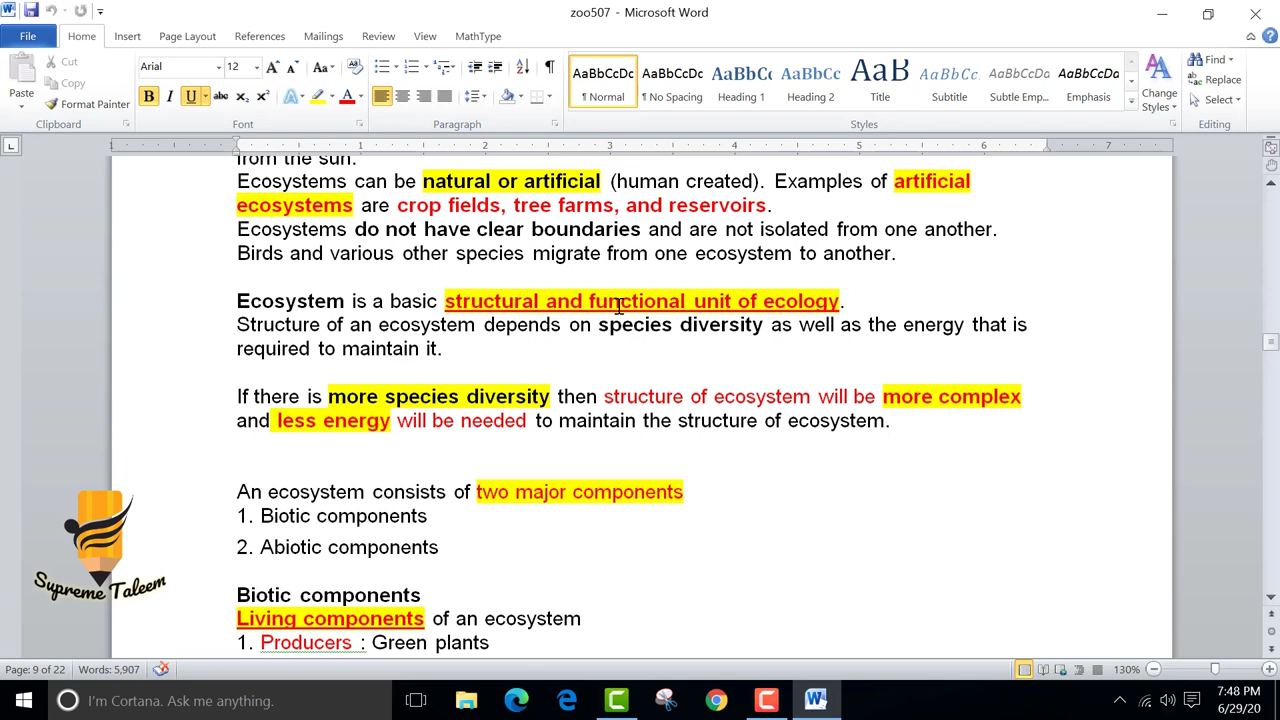 zoo507 - Microsoft Word
File Home Insert Page Layout References Mailings Review View MathType
Paste
Cut
Copy
Format Painter
Clipboard
Arial 12
Font
Paragraph
AaBbCcDc AaBbCcDc AaBbCc AaBbCc AaB AaBbCc. AaBbCcDc
¶ Normal ¶ No Spacing Heading 1 Heading 2 Title Subtitle Subtle Emp... Emphasis
Styles
Change Styles
Find
Replace
Select
Editing
from the sun.
Ecosystems can be natural or artificial (human created). Examples of artificial
ecosystems are crop fields, tree farms, and reservoirs.
Ecosystems do not have clear boundaries and are not isolated from one another.
Birds and various other species migrate from one ecosystem to another.
Ecosystem is a basic structural and functional unit of ecology.
Structure of an ecosystem depends on species diversity as well as the energy that is
required to maintain it.
If there is more species diversity then structure of ecosystem will be more complex
and less energy will be needed to maintain the structure of ecosystem.
An ecosystem consists of two major components
1. Biotic components
2. Abiotic components
Biotic components
Living components of an ecosystem
1. Producers : Green plants
Supreme Taleem
Page: 9 of 22 Words: 5,907 130%
I'm Cortana. Ask me anything.
7:48 PM
6/29/20